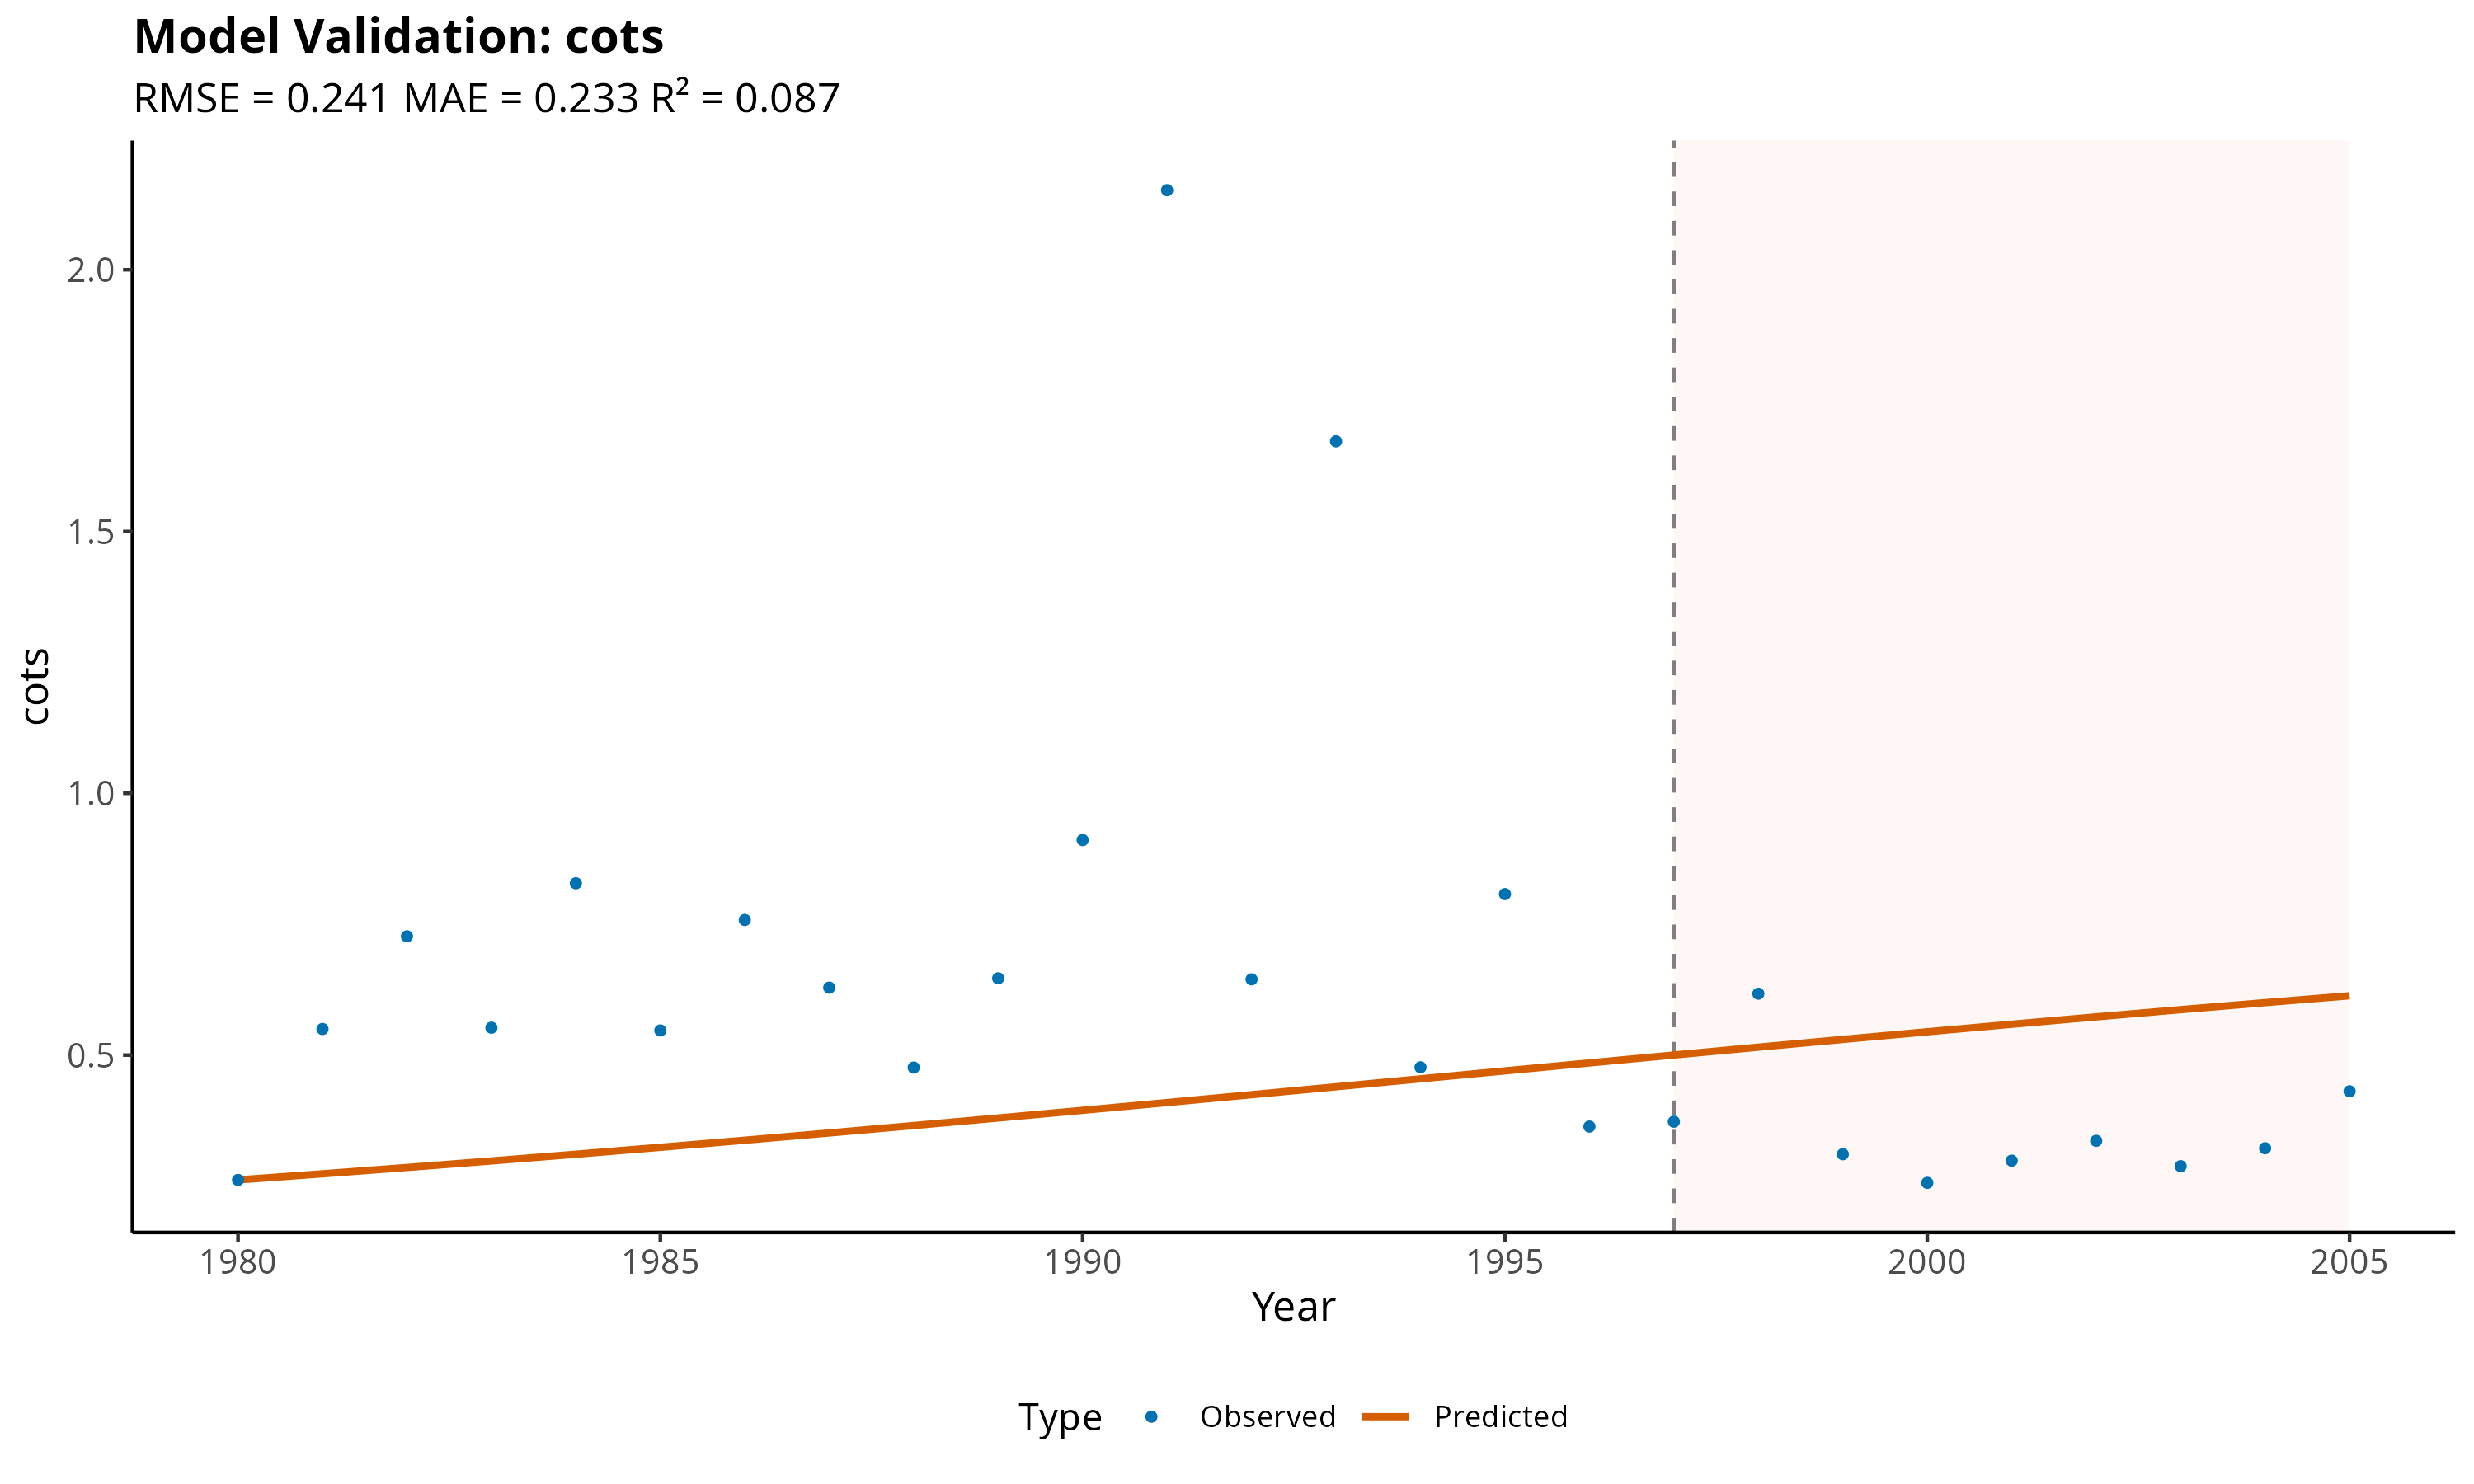 Model Validation: cots
RMSE = 0.241 MAE = 0.233 R² = 0.087
cots
2.0
1.5
1.0
0.5
1980 1985 1990 1995 2000 2005
Year
Type Observed Predicted